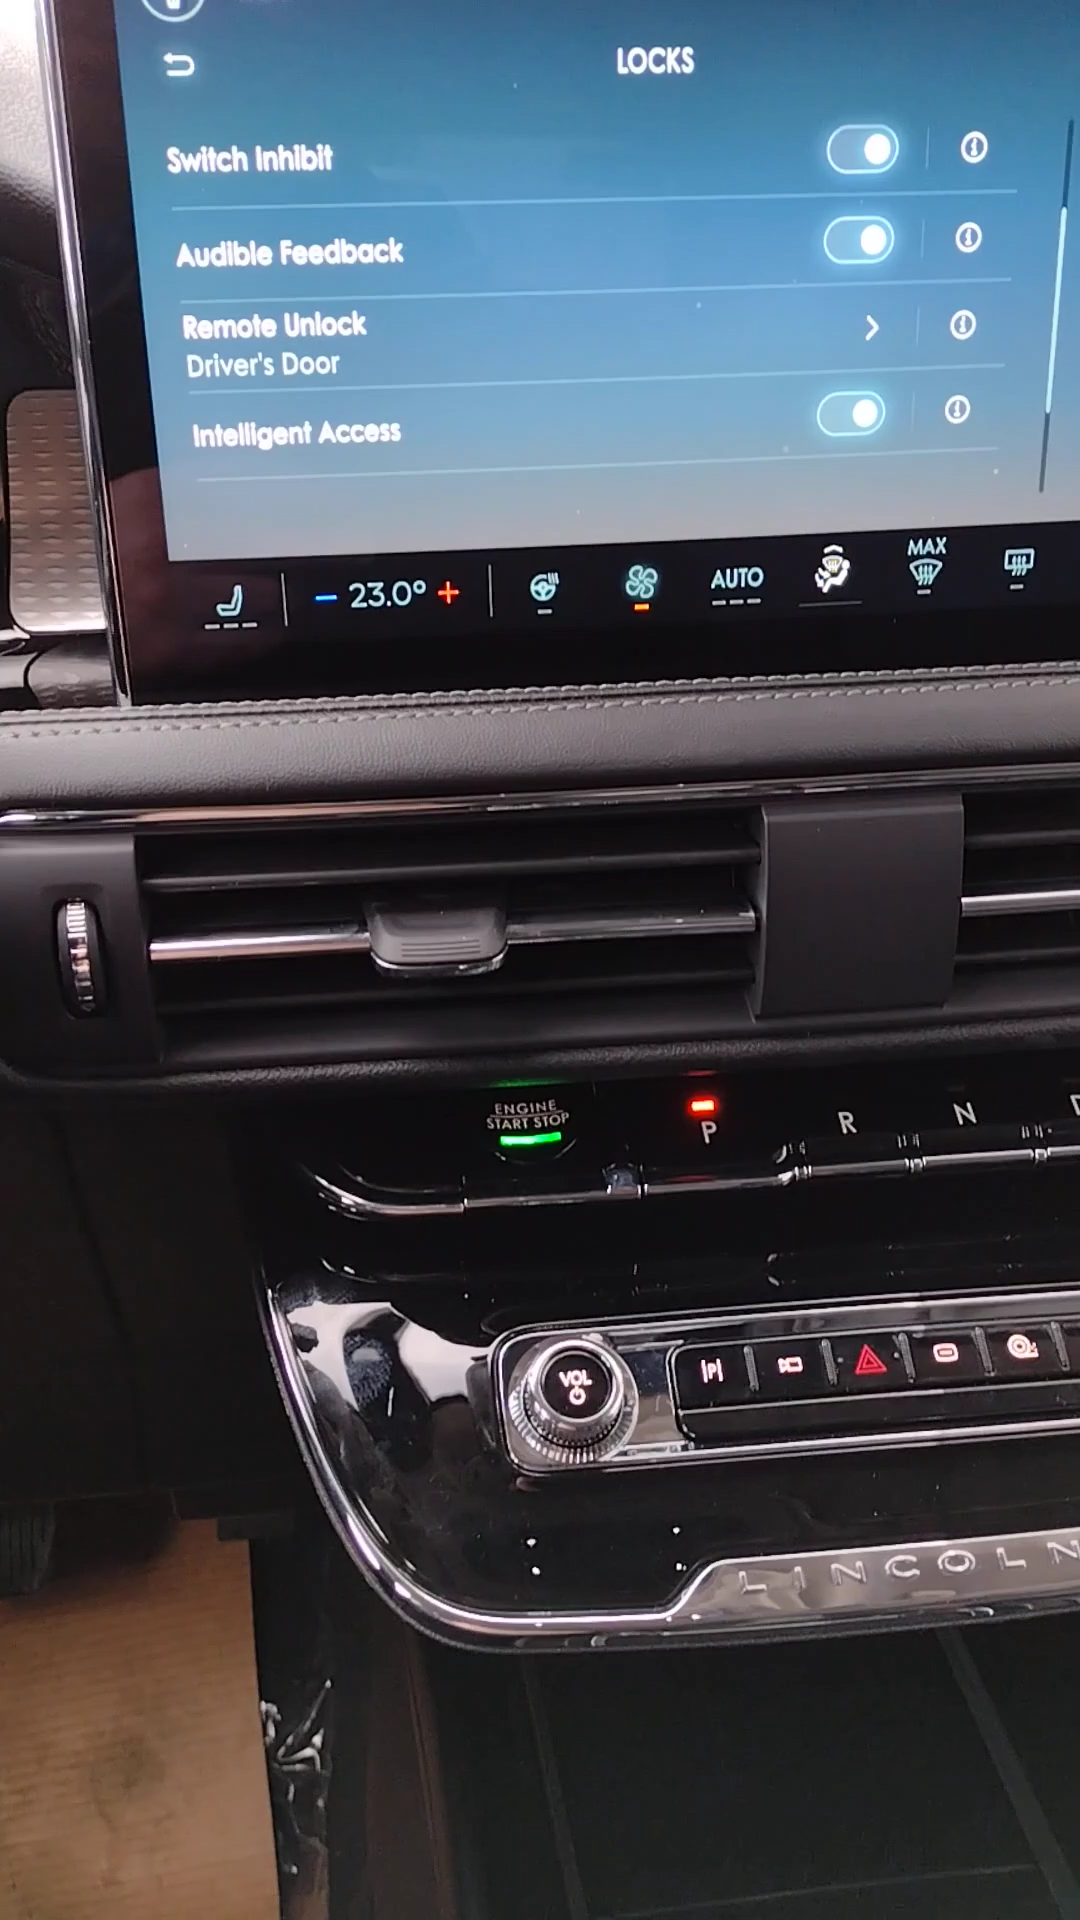 LOCKS
Switch Inhibit
Audible Feedback
Remote Unlock
Driver's Door
Intelligent Access
− 23.0° +
AUTO
MAX
ENGINE
START STOP
P
R
N
VOL
P
LINCOLN